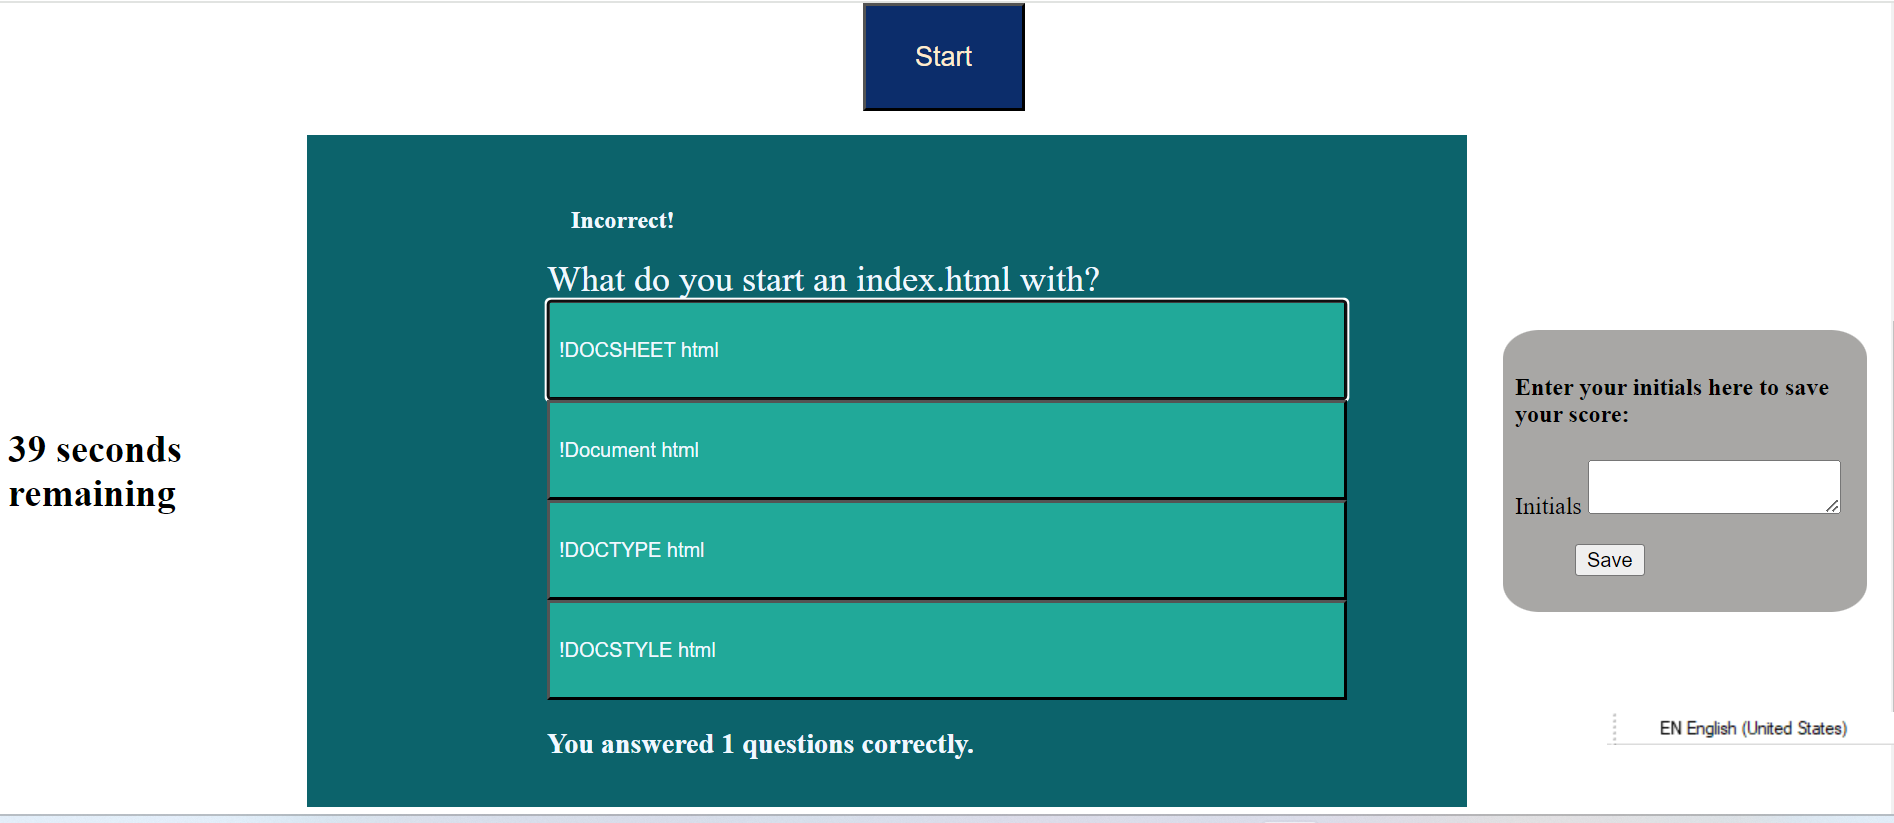 Start
Incorrect!
What do you start an index.html with?
!DOCSHEET html
!Document html
!DOCTYPE html
!DOCSTYLE html
You answered 1 questions correctly.
39 seconds
remaining
Enter your initials here to save
your score:
Initials
Save
EN English (United States)